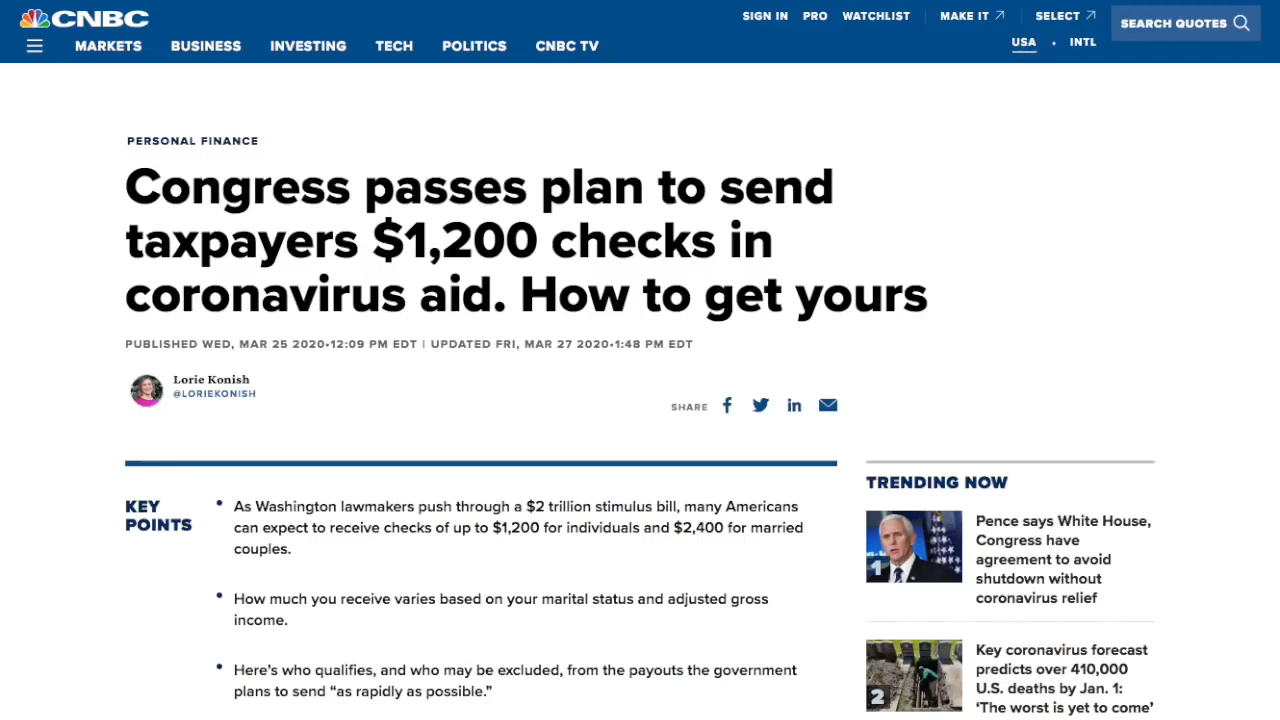 CNBC
SIGN IN PRO WATCHLIST MAKE IT SELECT
SEARCH QUOTES
MARKETS BUSINESS INVESTING TECH POLITICS CNBC TV
USA • INTL
PERSONAL FINANCE
Congress passes plan to send
taxpayers $1,200 checks in
coronavirus aid. How to get yours
PUBLISHED WED, MAR 25 2020•12:09 PM EDT | UPDATED FRI, MAR 27 2020•1:48 PM EDT
Lorie Konish
@LORIEKONISH
SHARE
KEY
POINTS
• As Washington lawmakers push through a $2 trillion stimulus bill, many Americans
can expect to receive checks of up to $1,200 for individuals and $2,400 for married
couples.
• How much you receive varies based on your marital status and adjusted gross
income.
• Here’s who qualifies, and who may be excluded, from the payouts the government
plans to send “as rapidly as possible.”
TRENDING NOW
1
Pence says White House,
Congress have
agreement to avoid
shutdown without
coronavirus relief
2
Key coronavirus forecast
predicts over 410,000
U.S. deaths by Jan. 1:
‘The worst is yet to come’